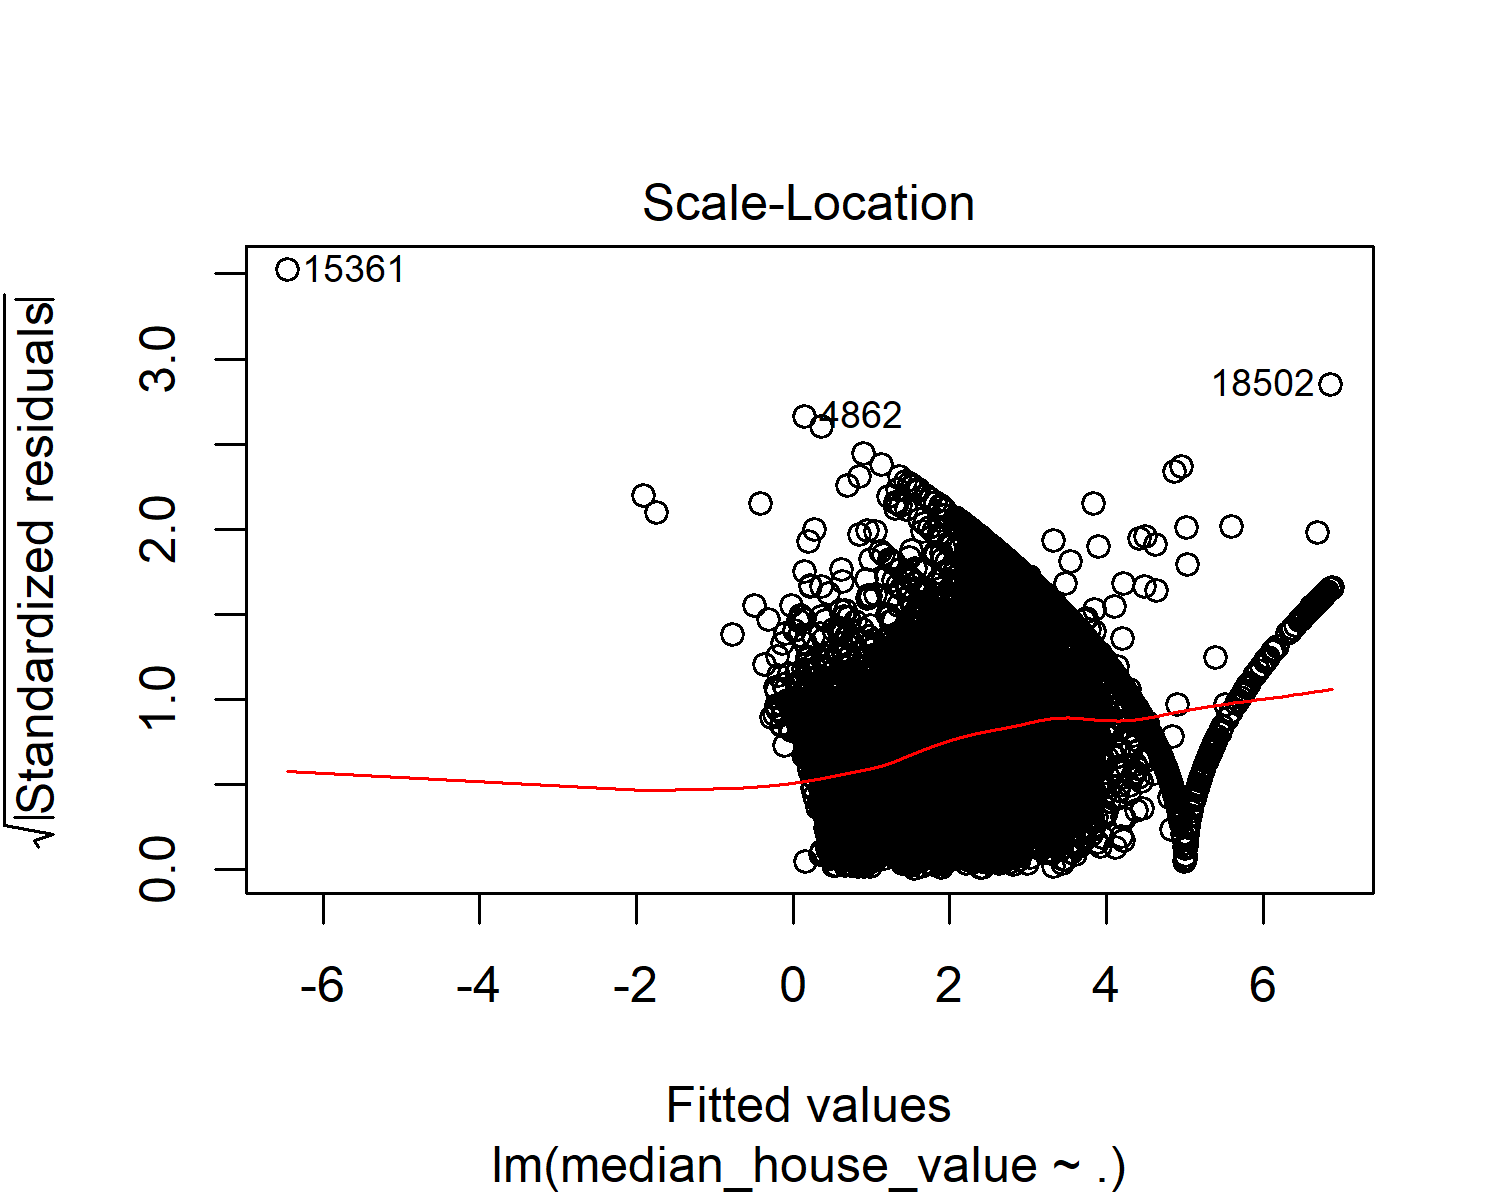 Scale-Location
√|Standardized residuals|
0.0 1.0 2.0 3.0
15361
18502
4862
-6 -4 -2 0 2 4 6
Fitted values
lm(median_house_value ~ .)